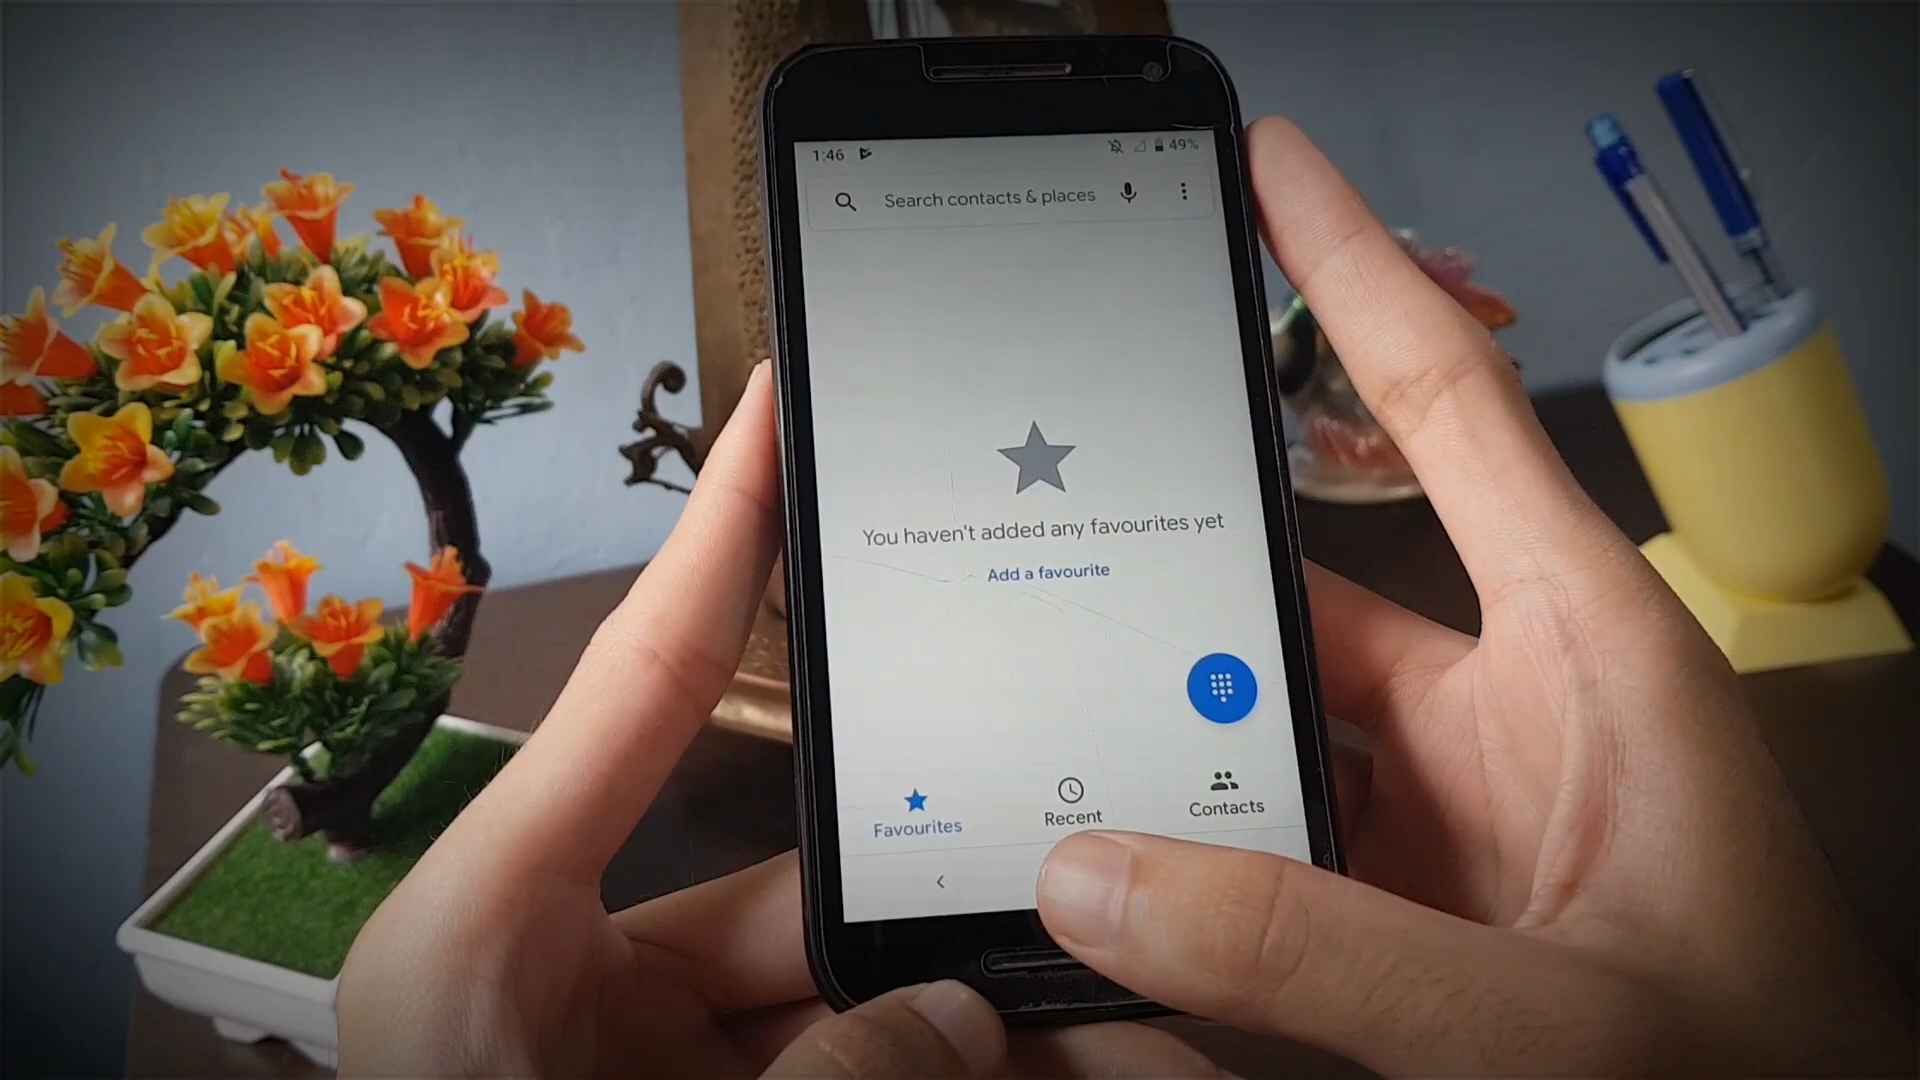 1:46 49%
Search contacts & places
You haven't added any favourites yet
Add a favourite
Favourites Recent Contacts